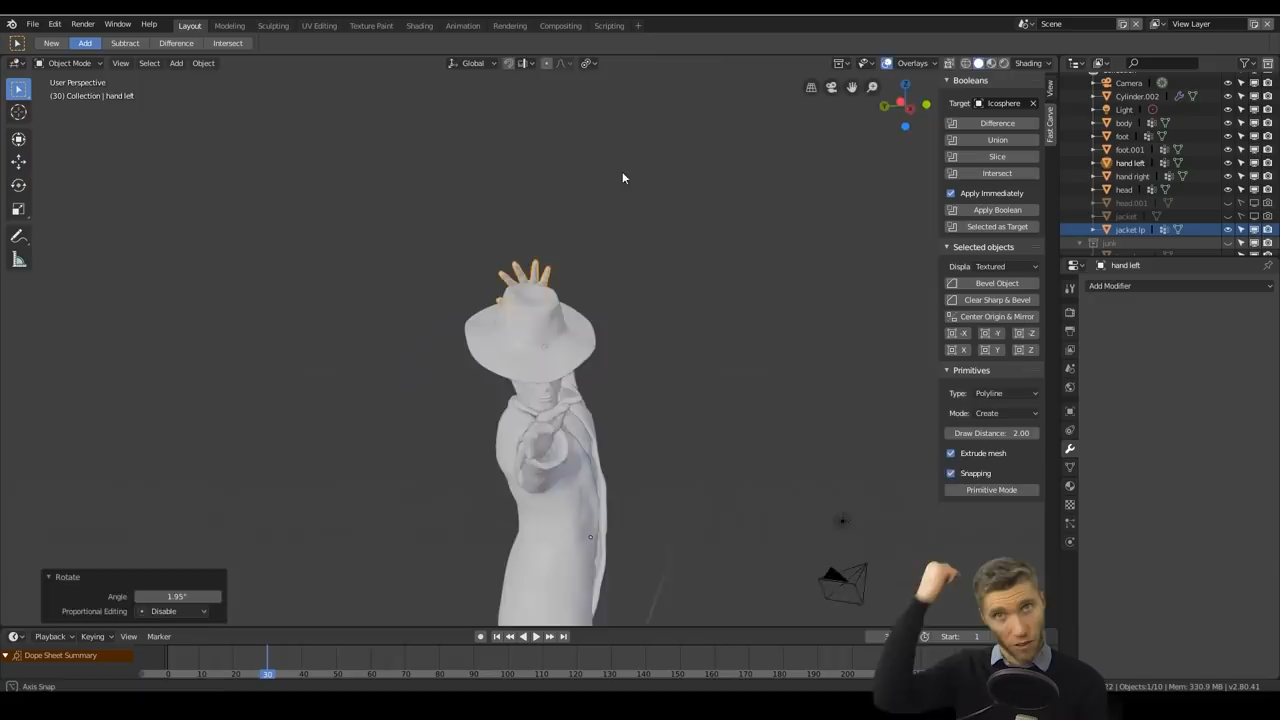 File Edit Render Window Help Layout Modeling Sculpting UV Editing Texture Paint Shading Animation Rendering Compositing Scripting + Scene View Layer
New Add Subtract Difference Intersect
Object Mode View Select Add Object Global Overlays Shading
User Perspective
(30) Collection | hand left
Booleans
Target Icosphere
Difference
Union
Slice
Intersect
Apply Immediately
Apply Boolean
Selected as Target
Selected objects
Displa Textured
Bevel Object
Clear Sharp & Bevel
Center Origin & Mirror
-X -Y -Z
X Y Z
Primitives
Type: Polyline
Mode: Create
Draw Distance: 2.00
Extrude mesh
Snapping
Primitive Mode
View
Fast Carve
Camera
Cylinder.002
Light
body
foot
foot.001
hand left
hand right
head
head.001
jacket
jacket lp
junk
hand left
Add Modifier
Rotate
Angle 1.95°
Proportional Editing Disable
Playback Keying View Marker Start: 1
Dope Sheet Summary 0 10 20 30 40 50 60 70 80 90 100 110 120 130 140 150 160 170 180 190 200
Axis Snap Objects:1/10 | Mem: 330.9 MB | v2.80.41